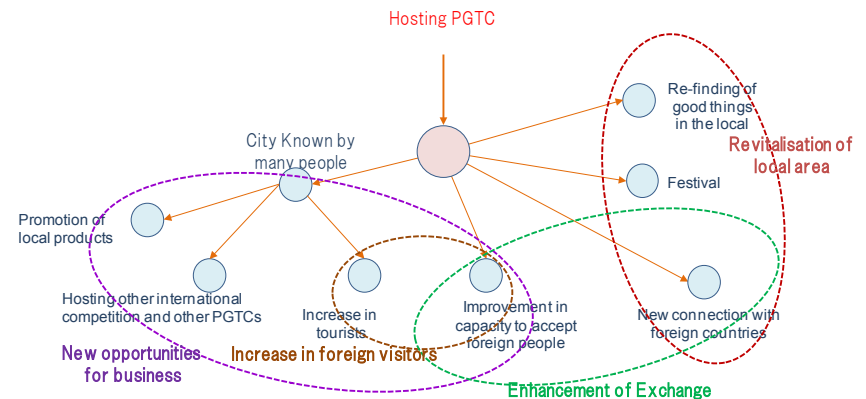 Hosting PGTC
Re-finding of
good things
in the local
Revitalisation of
local area
City Known by
many people
Festival
Promotion of
local products
Hosting other international
competition and other PGTCs
Increase in
tourists
Improvement in
capacity to accept
foreign people
New connection with
foreign countries
New opportunities
for business
Increase in foreign visitors
Enhancement of Exchange